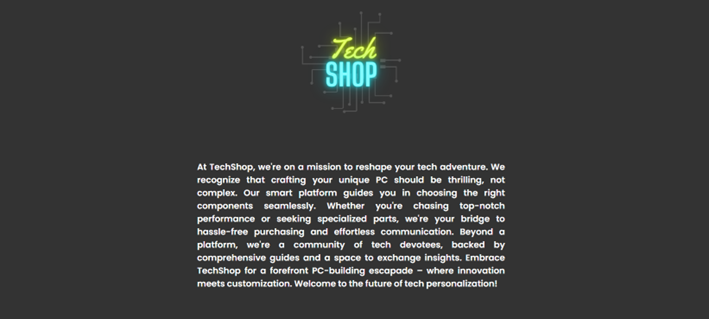 Tech
SHOP
At TechShop, we're on a mission to reshape your tech adventure. We
recognize that crafting your unique PC should be thrilling, not
complex. Our smart platform guides you in choosing the right
components seamlessly. Whether you're chasing top-notch
performance or seeking specialized parts, we're your bridge to
hassle-free purchasing and effortless communication. Beyond a
platform, we're a community of tech devotees, backed by
comprehensive guides and a space to exchange insights. Embrace
TechShop for a forefront PC-building escapade – where innovation
meets customization. Welcome to the future of tech personalization!